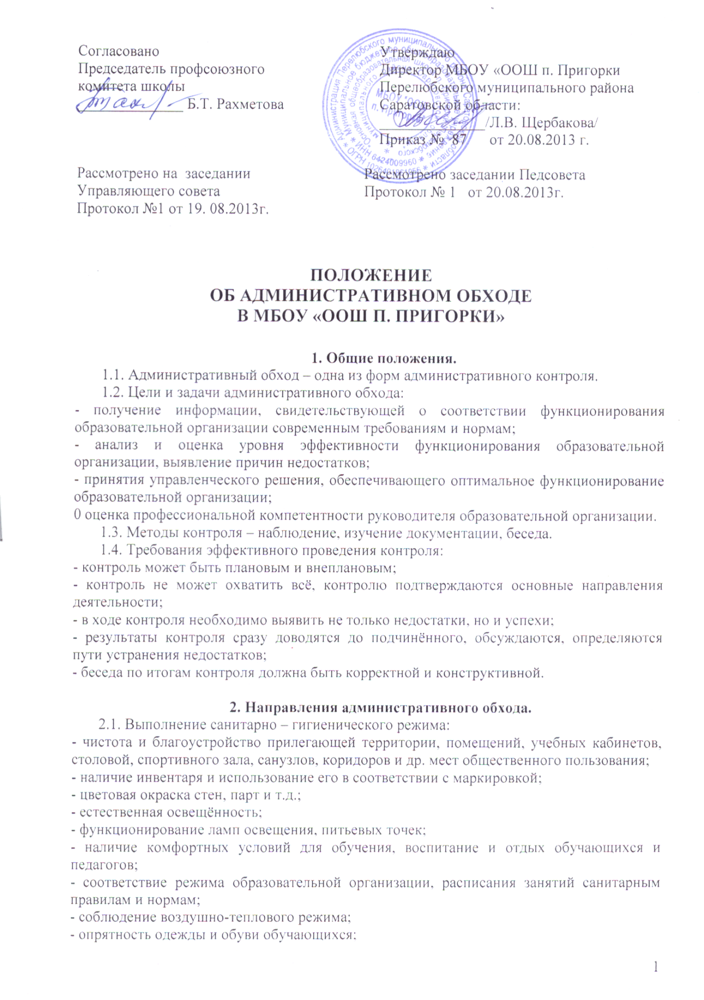 Согласовано
Председатель профсоюзного
комитета школы
Б.Т. Рахметова
Утверждаю
Директор МБОУ «ООШ п. Пригорки
Перелюбского муниципального района
Саратовской области:
/Л.В. Щербакова/
Приказ № 87 от 20.08.2013 г.
Рассмотрено на заседании
Управляющего совета
Протокол №1 от 19. 08.2013г.
Рассмотрено заседании Педсовета
Протокол № 1 от 20.08.2013г.
ПОЛОЖЕНИЕ
ОБ АДМИНИСТРАТИВНОМ ОБХОДЕ
В МБОУ «ООШ П. ПРИГОРКИ»
1. Общие положения.
1.1. Административный обход – одна из форм административного контроля.
1.2. Цели и задачи административного обхода:
- получение информации, свидетельствующей о соответствии функционирования
образовательной организации современным требованиям и нормам;
- анализ и оценка уровня эффективности функционирования образовательной
организации, выявление причин недостатков;
- принятия управленческого решения, обеспечивающего оптимальное функционирование
образовательной организации;
0 оценка профессиональной компетентности руководителя образовательной организации.
1.3. Методы контроля – наблюдение, изучение документации, беседа.
1.4. Требования эффективного проведения контроля:
- контроль может быть плановым и внеплановым;
- контроль не может охватить всё, контролю подтверждаются основные направления
деятельности;
- в ходе контроля необходимо выявить не только недостатки, но и успехи;
- результаты контроля сразу доводятся до подчинённого, обсуждаются, определяются
пути устранения недостатков;
- беседа по итогам контроля должна быть корректной и конструктивной.
2. Направления административного обхода.
2.1. Выполнение санитарно – гигиенического режима:
- чистота и благоустройство прилегающей территории, помещений, учебных кабинетов,
столовой, спортивного зала, санузлов, коридоров и др. мест общественного пользования;
- наличие инвентаря и использование его в соответствии с маркировкой;
- цветовая окраска стен, парт и т.д.;
- естественная освещённость;
- функционирование ламп освещения, питьевых точек;
- наличие комфортных условий для обучения, воспитание и отдых обучающихся и
педагогов;
- соответствие режима образовательной организации, расписания занятий санитарным
правилам и нормам;
- соблюдение воздушно-теплового режима;
- опрятность одежды и обуви обучающихся;
1